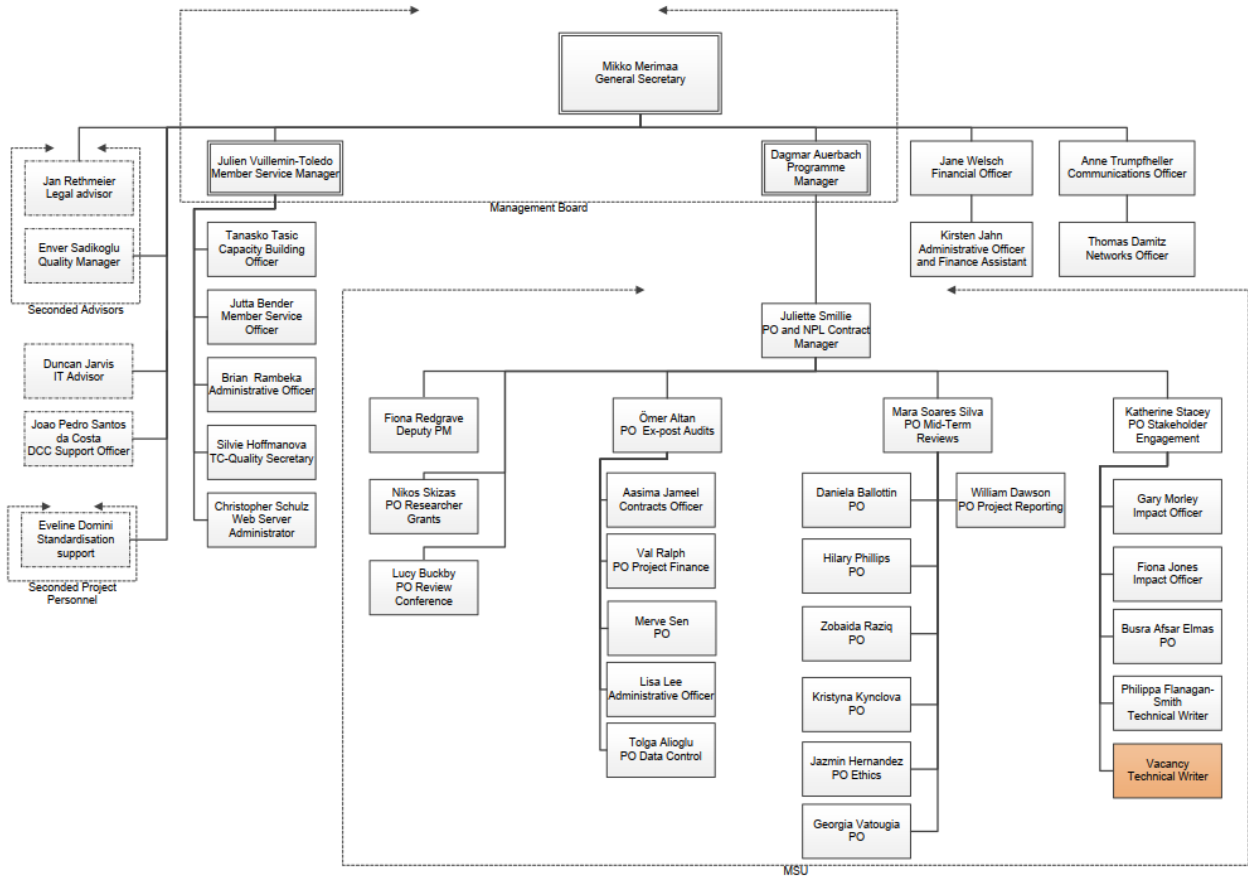 Mikko Merimaa
General Secretary
Jan Rethmeier
Legal advisor
Enver Sadikoglu
Quality Manager
Seconded Advisors
Duncan Jarvis
IT Advisor
Joao Pedro Santos
da Costa
DCC Support Officer
Eveline Domini
Standardisation
support
Seconded Project
Personnel
Julien Vuillemin-Toledo
Member Service Manager
Tanasko Tasic
Capacity Building
Officer
Jutta Bender
Member Service
Officer
Brian Rambeka
Administrative Officer
Silvie Hoffmanova
TC-Quality Secretary
Christopher Schulz
Web Server
Administrator
Management Board
Dagmar Auerbach
Programme
Manager
Jane Welsch
Financial Officer
Kirsten Jahn
Administrative Officer
and Finance Assistant
Anne Trumpfheller
Communications Officer
Thomas Damitz
Networks Officer
Juliette Smillie
PO and NPL Contract
Manager
Fiona Redgrave
Deputy PM
Nikos Skizas
PO Researcher
Grants
Lucy Buckby
PO Review
Conference
Ömer Altan
PO Ex-post Audits
Aasima Jameel
Contracts Officer
Val Ralph
PO Project Finance
Merve Sen
PO
Lisa Lee
Administrative Officer
Tolga Alioglu
PO Data Control
Mara Soares Silva
PO Mid-Term
Reviews
Daniela Ballottin
PO
William Dawson
PO Project Reporting
Hilary Phillips
PO
Zobaida Raziq
PO
Kristyna Kynclova
PO
Jazmin Hernandez
PO Ethics
Georgia Vatougia
PO
Katherine Stacey
PO Stakeholder
Engagement
Gary Morley
Impact Officer
Fiona Jones
Impact Officer
Busra Afsar Elmas
PO
Philippa Flanagan-
Smith
Technical Writer
Vacancy
Technical Writer
MSU